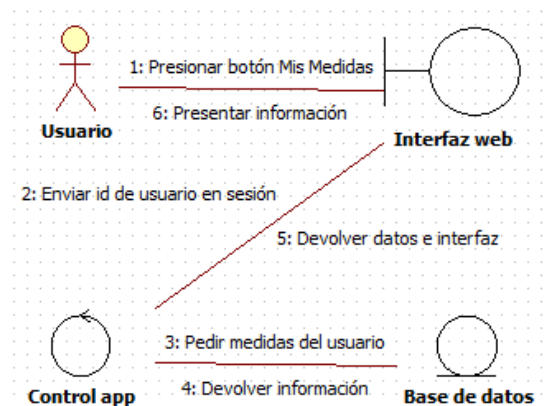 1: Presionar botón Mis Medidas
6: Presentar información
Usuario
Interfaz web
2: Enviar id de usuario en sesión
5: Devolver datos e interfaz
3: Pedir medidas del usuario
4: Devolver información
Control app
Base de datos